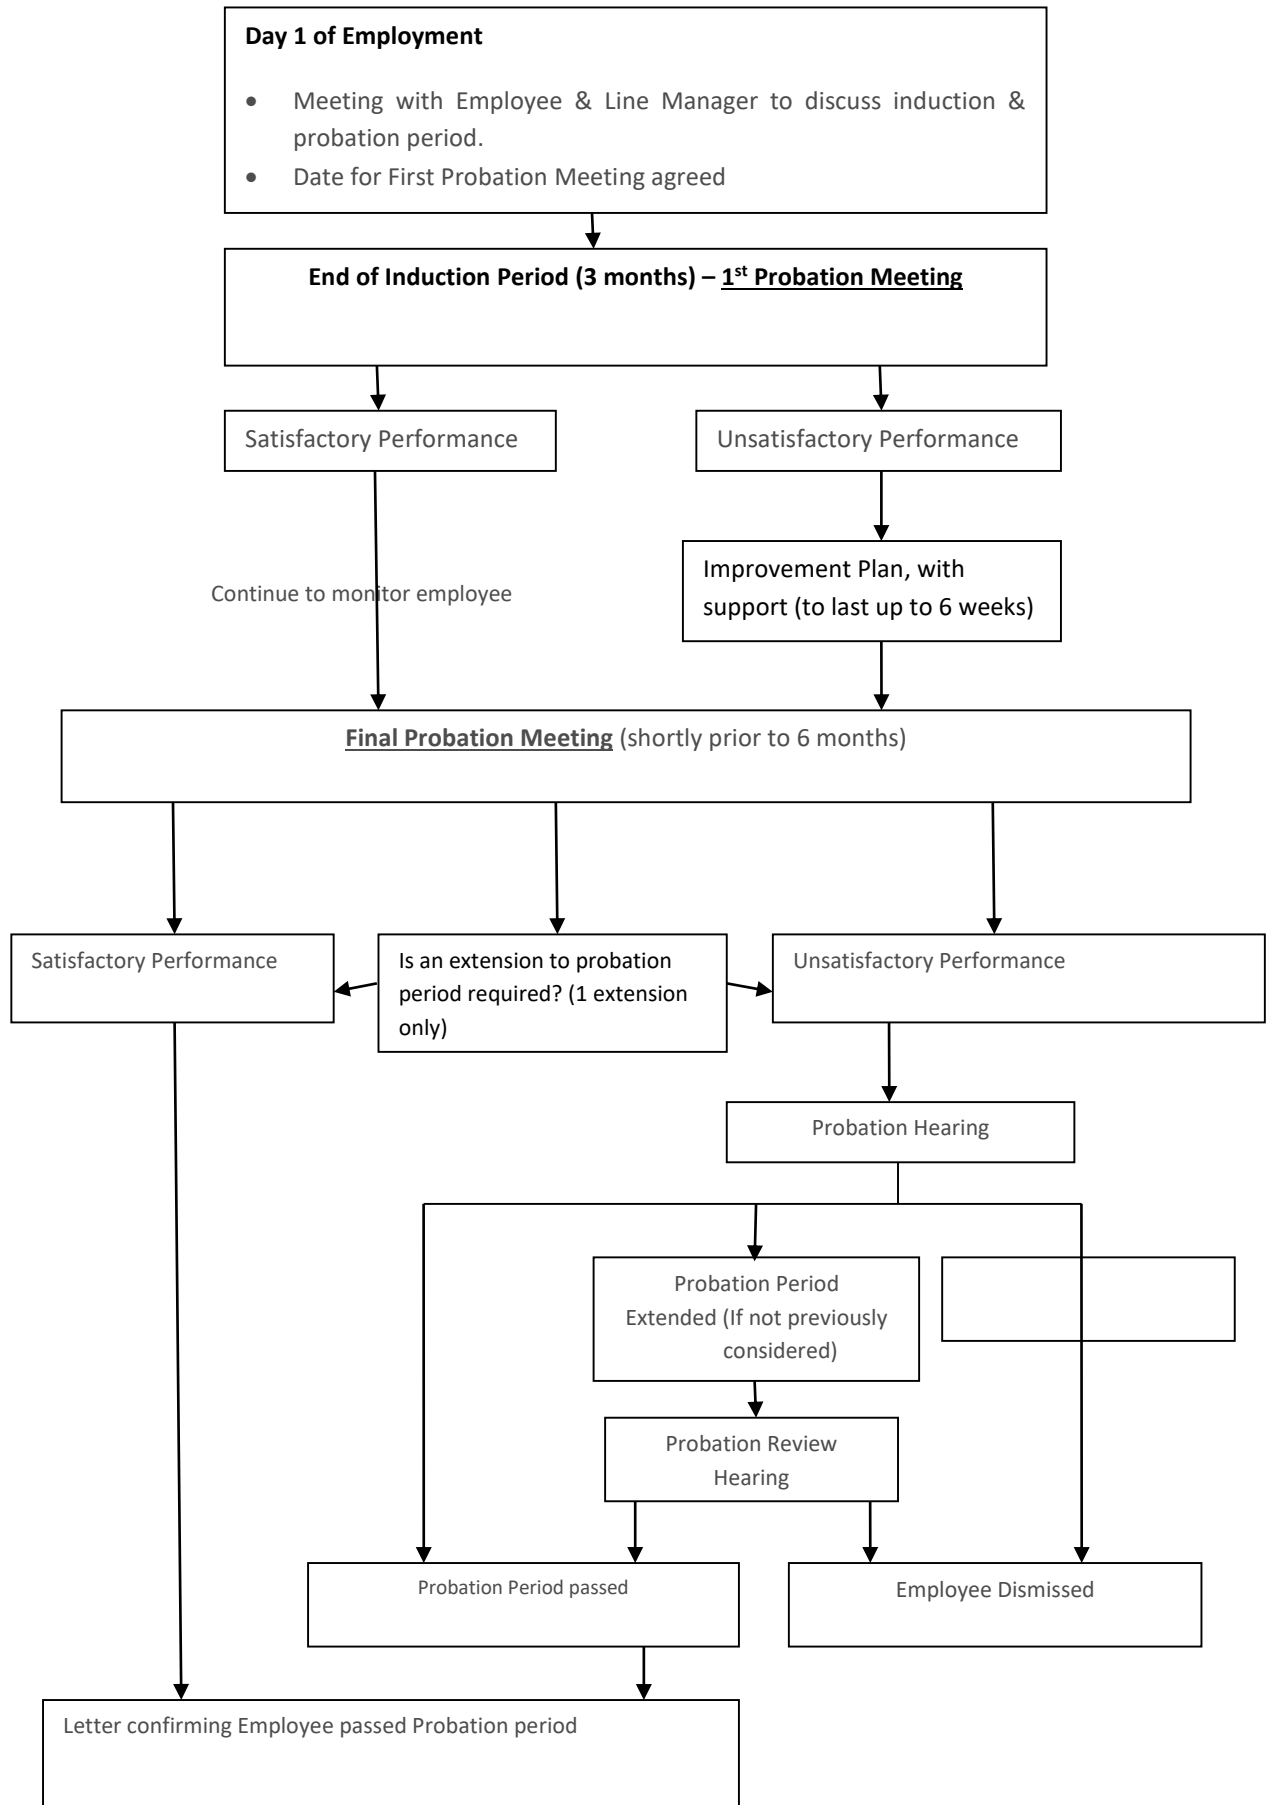 Day 1 of Employment
• Meeting with Employee & Line Manager to discuss induction &
probation period.
• Date for First Probation Meeting agreed
End of Induction Period (3 months) – 1st Probation Meeting
Satisfactory Performance
Unsatisfactory Performance
Continue to monitor employee
Improvement Plan, with
support (to last up to 6 weeks)
Final Probation Meeting (shortly prior to 6 months)
Satisfactory Performance
Is an extension to probation
period required? (1 extension
only)
Unsatisfactory Performance
Probation Hearing
Probation Period
Extended (If not previously
considered)
Probation Review
Hearing
Probation Period passed
Employee Dismissed
Letter confirming Employee passed Probation period